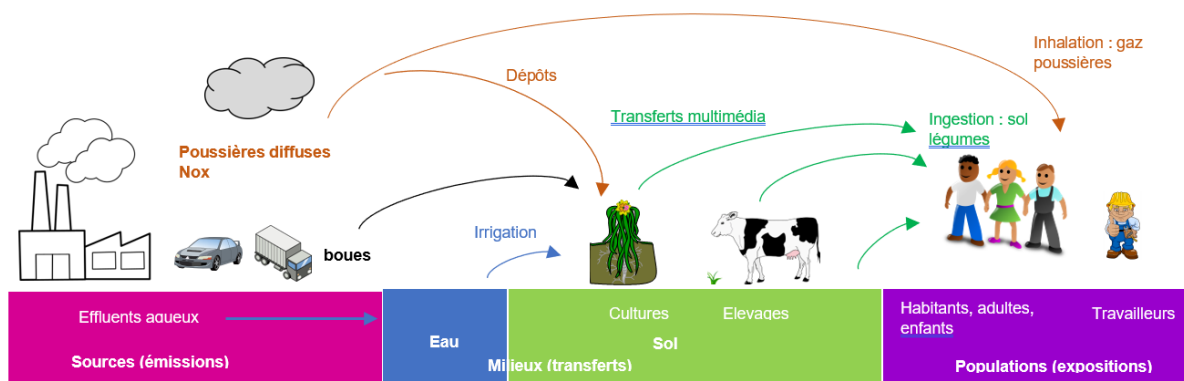 Inhalation : gaz
poussières
Dépôts
Transferts multimédia
Ingestion : sol
légumes
Poussières diffuses
Nox
boues
Irrigation
Effluents aqueux
Sources (émissions)
Eau
Cultures
Elevages
Sol
Milieux (transferts)
Habitants, adultes,
enfants
Travailleurs
Populations (expositions)